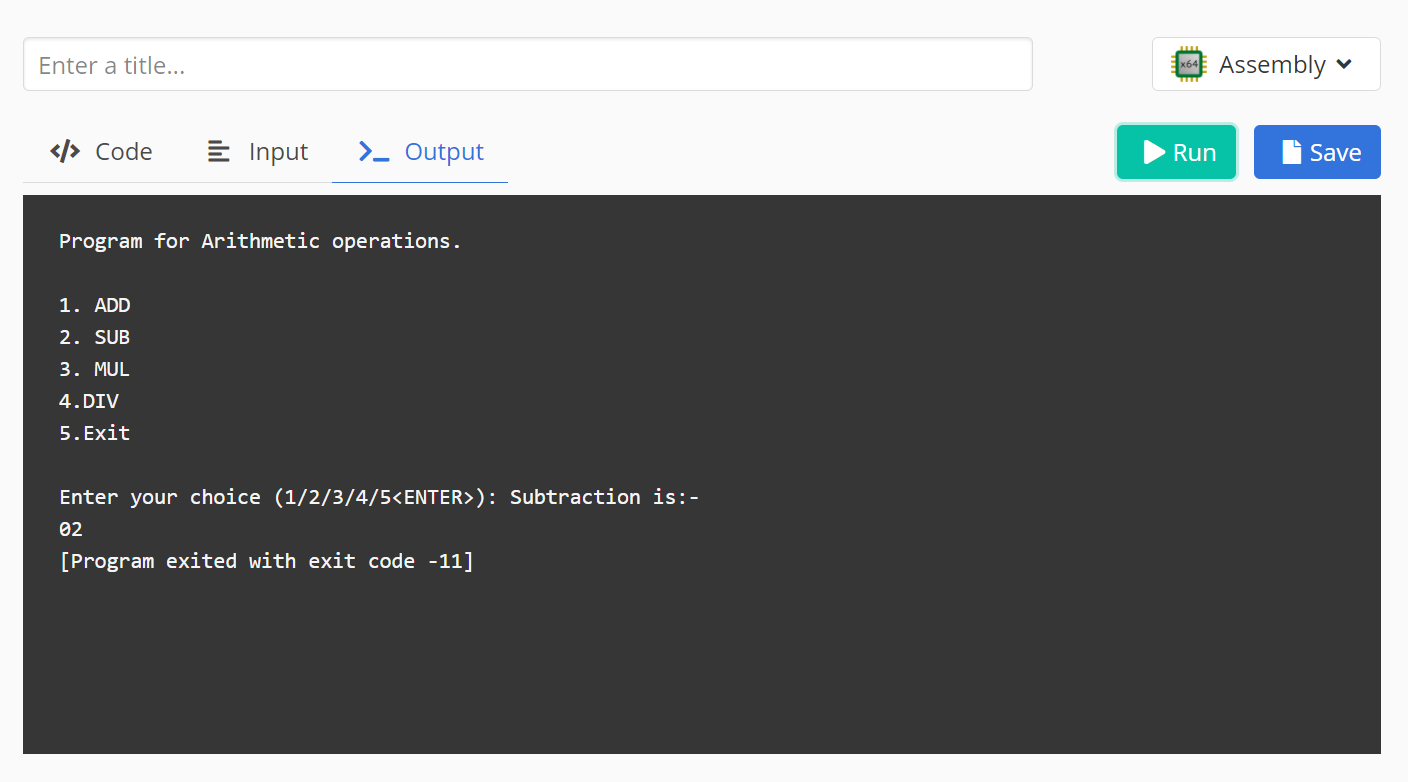 Enter a title...
x64 Assembly
Code Input Output
Run Save
Program for Arithmetic operations.
1. ADD
2. SUB
3. MUL
4.DIV
5.Exit
Enter your choice (1/2/3/4/5<ENTER>): Subtraction is:-
02
[Program exited with exit code -11]